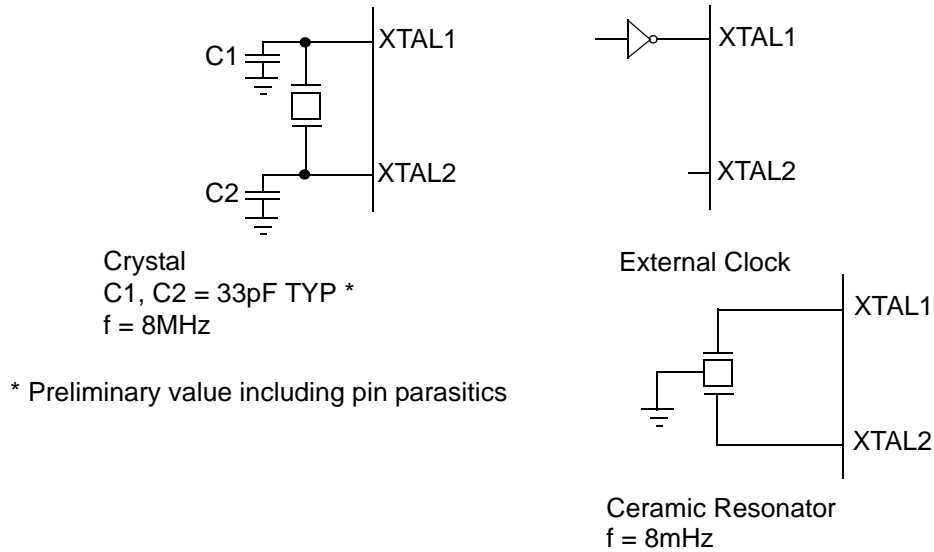 C1
XTAL1
C2
XTAL2
Crystal
C1, C2 = 33pF TYP *
f = 8MHz
* Preliminary value including pin parasitics
XTAL1
XTAL2
External Clock
XTAL1
XTAL2
Ceramic Resonator
f = 8mHz